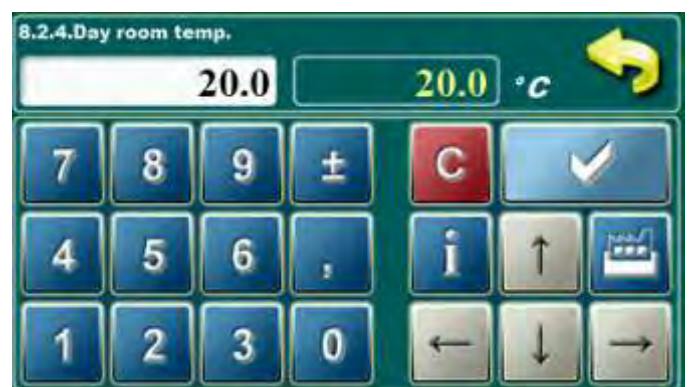 8.2.4.Day room temp.
20.0 20.0 °C
7 8 9 ± C
4 5 6 , i ↑
1 2 3 0 ← ↓ →